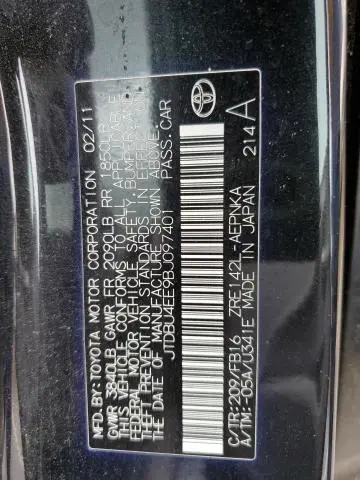 MFD.BY:TOYOTA MOTOR CORPORATION 02/11
GVWR 3840LB GAWR FR 2090LB RR 1850LB
THIS VEHICLE CONFORMS TO ALL APPLICABLE
FEDERAL MOTOR VEHICLE SAFETY, BUMPER, AND
THEFT PREVENTION STANDARDS IN EFFECT ON
THE DATE OF MANUFACTURE SHOWN ABOVE.
JTDBU4EE9BJ097401 PASS.CAR
C/TR:209/FB16 ZRE142L-AEPNKA
A/TM:-05A/U341E MADE IN JAPAN 214A
TOYOTA